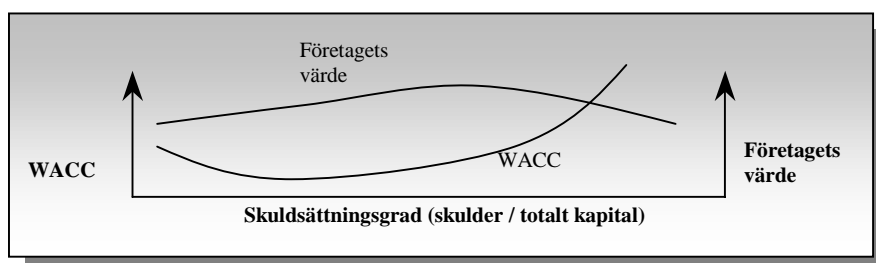 Företagets
värde
WACC
WACC
Företagets
värde
Skuldsättningsgrad (skulder / totalt kapital)